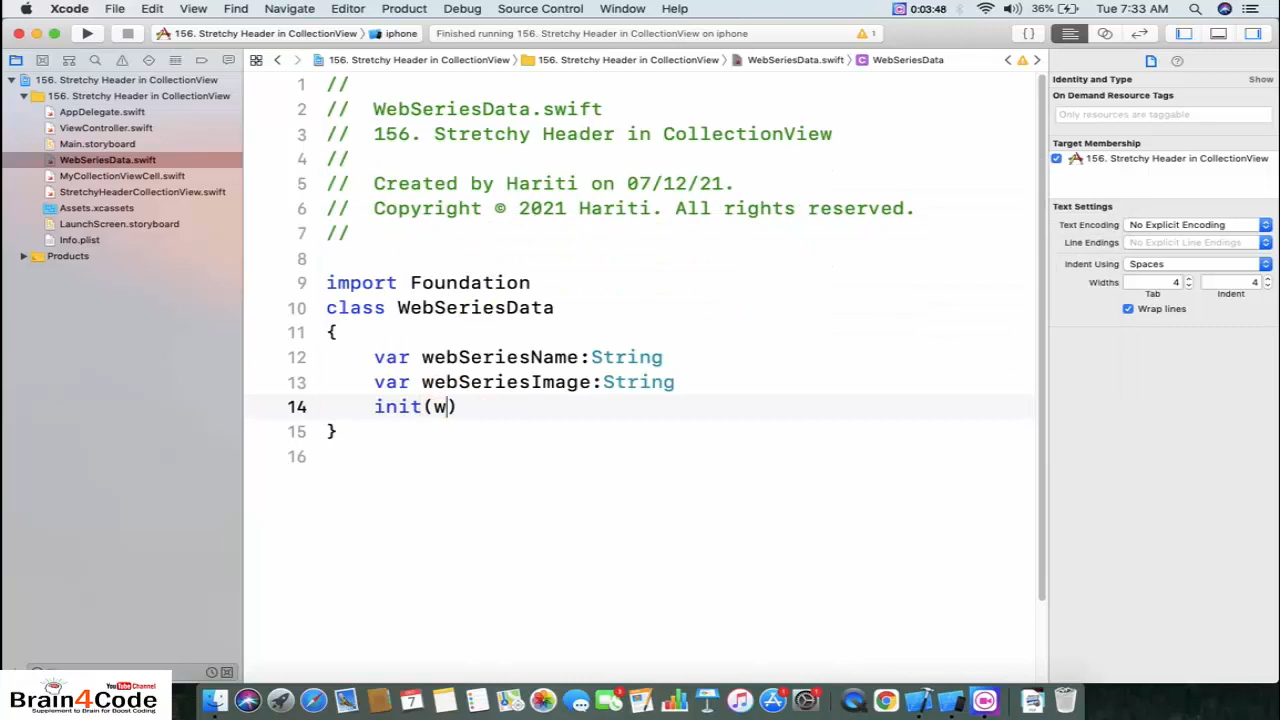 Xcode File Edit View Find Navigate Editor Product Debug Source Control Window Help 00:03:48 36% Tue 7:33 AM
156. Stretchy Header in CollectionView iphone Finished running 156. Stretchy Header in CollectionView on iphone 1
156. Stretchy Header in CollectionView 156. Stretchy Header in CollectionView WebSeriesData.swift C WebSeriesData
156. Stretchy Header in CollectionView
156. Stretchy Header in CollectionView
AppDelegate.swift
ViewController.swift
Main.storyboard
WebSeriesData.swift
MyCollectionViewCell.swift
StretchyHeaderCollectionView.swift
Assets.xcassets
LaunchScreen.storyboard
Info.plist
Products
1 //
2 // WebSeriesData.swift
3 // 156. Stretchy Header in CollectionView
4 //
5 // Created by Hariti on 07/12/21.
6 // Copyright © 2021 Hariti. All rights reserved.
7 //
8
9 import Foundation
10 class WebSeriesData
11 {
12 var webSeriesName:String
13 var webSeriesImage:String
14 init(w)
15 }
16
Identity and Type Show
On Demand Resource Tags
Only resources are taggable
Target Membership
156. Stretchy Header in CollectionView
Text Settings
Text Encoding No Explicit Encoding
Line Endings No Explicit Line Endings
Indent Using Spaces
Widths 4 4
Tab Indent
Wrap lines
YouTube Channel
Brain4Code
Supplement to Brain for Boost Coding